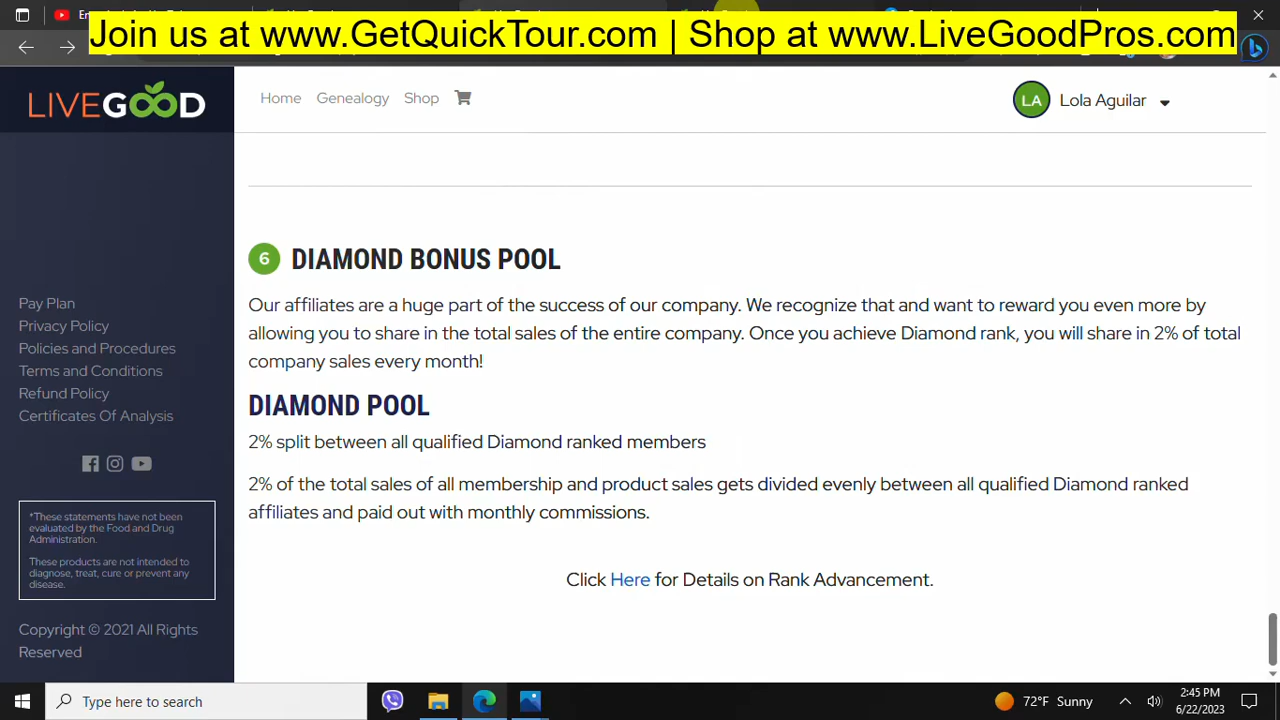 Join us at www.GetQuickTour.com | Shop at www.LiveGoodPros.com
LIVEGOOD
Home Genealogy Shop
LA Lola Aguilar
6 DIAMOND BONUS POOL
Our affiliates are a huge part of the success of our company. We recognize that and want to reward you even more by
allowing you to share in the total sales of the entire company. Once you achieve Diamond rank, you will share in 2% of total
company sales every month!
DIAMOND POOL
2% split between all qualified Diamond ranked members
2% of the total sales of all membership and product sales gets divided evenly between all qualified Diamond ranked
affiliates and paid out with monthly commissions.
Click Here for Details on Rank Advancement.
Pay Plan
Privacy Policy
Policies and Procedures
Terms and Conditions
Refund Policy
Certificates Of Analysis
*These statements have not been
evaluated by the Food and Drug
Administration.
These products are not intended to
diagnose, treat, cure or prevent any
disease.
Copyright © 2021 All Rights
Reserved
Type here to search
72°F Sunny
2:45 PM
6/22/2023